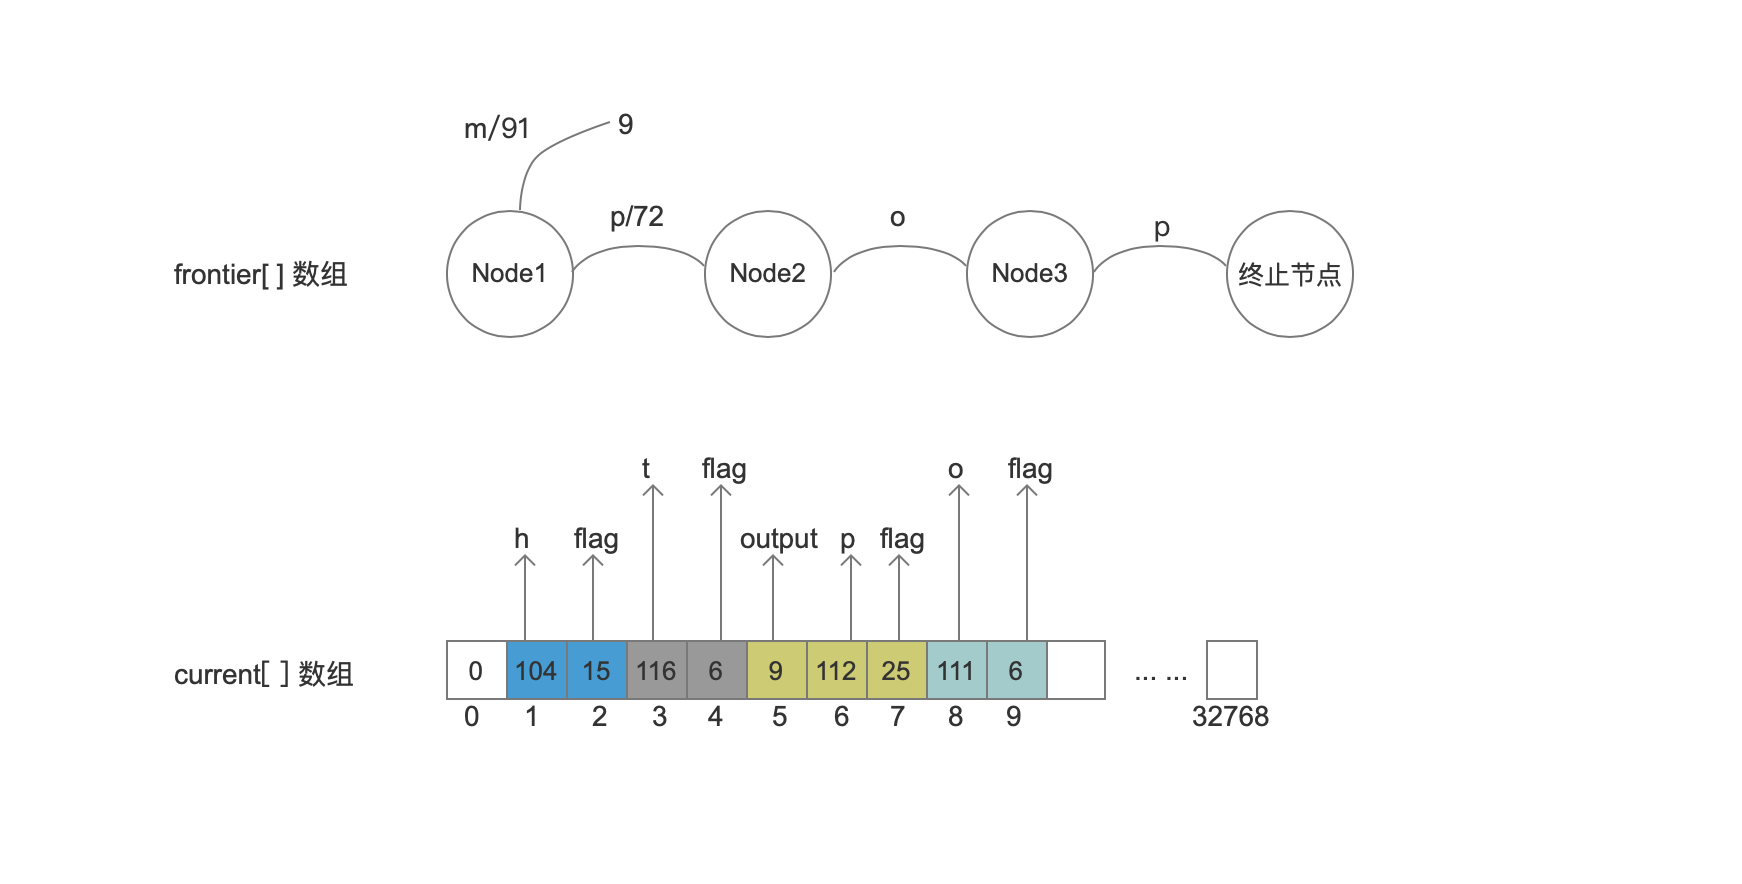 m/91
9
p/72
o
p
frontier[ ] 数组
Node1
Node2
Node3
终止节点
t
flag
o
flag
h
flag
output
p
flag
current[ ] 数组
0
104
15
116
6
9
112
25
111
6
... ...
0
1
2
3
4
5
6
7
8
9
32768